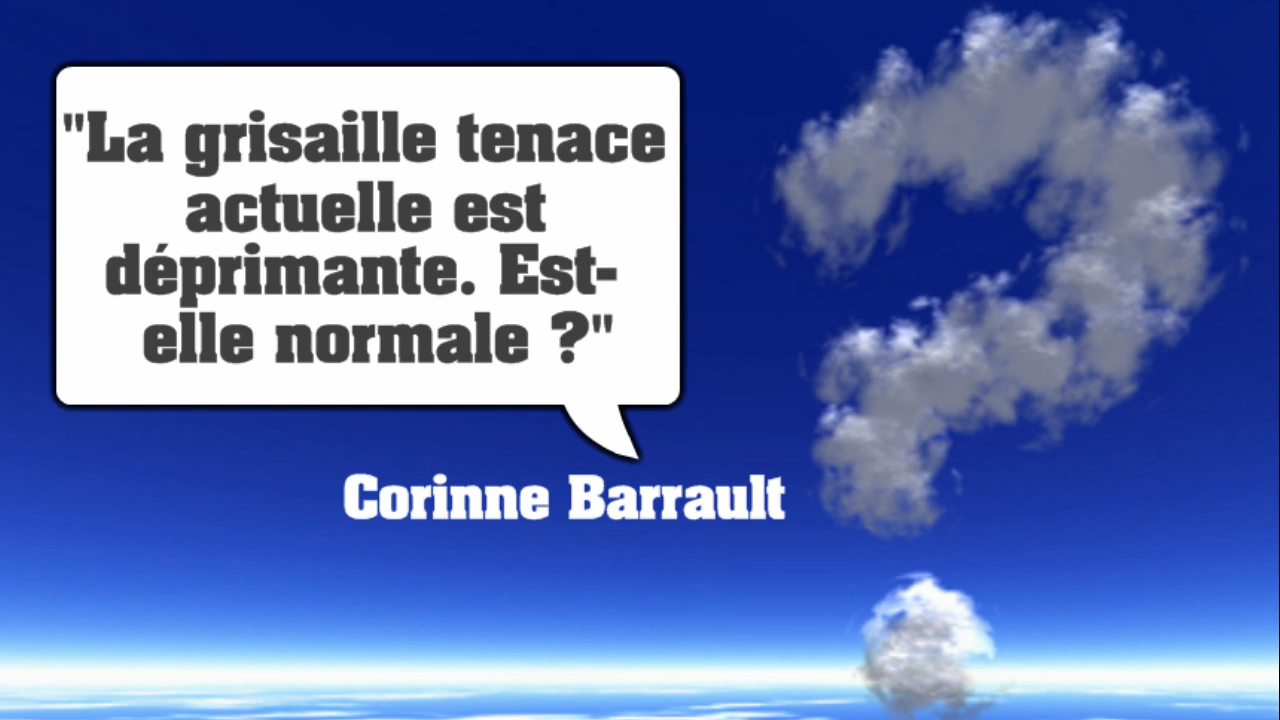 "La grisaille tenace
actuelle est
déprimante. Est-
elle normale ?"
Corinne Barrault